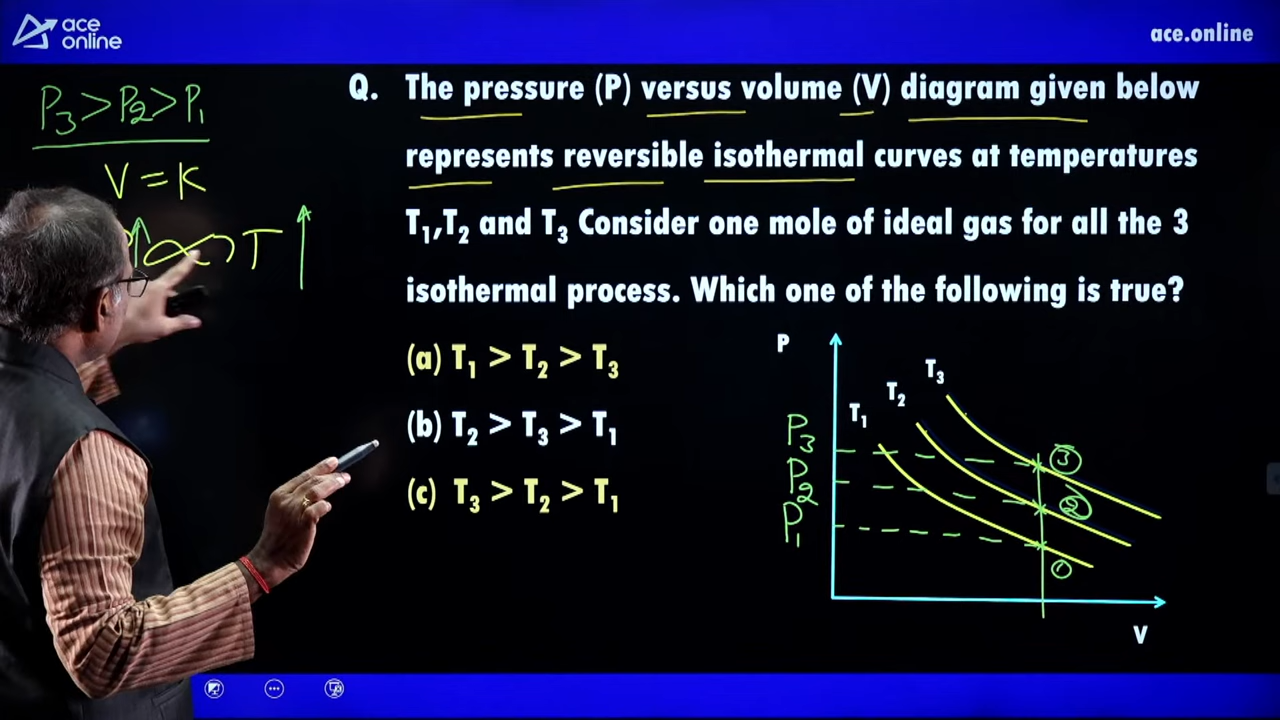 ace online
ace.online
P₃>P₂>P₁
V = K
∝ T
Q. The pressure (P) versus volume (V) diagram given below
represents reversible isothermal curves at temperatures
T₁,T₂ and T₃ Consider one mole of ideal gas for all the 3
isothermal process. Which one of the following is true?
(a) T₁ > T₂ > T₃
(b) T₂ > T₃ > T₁
(c) T₃ > T₂ > T₁
P
T₃
T₂
T₁
P₃
③
P₂
②
P₁
①
V